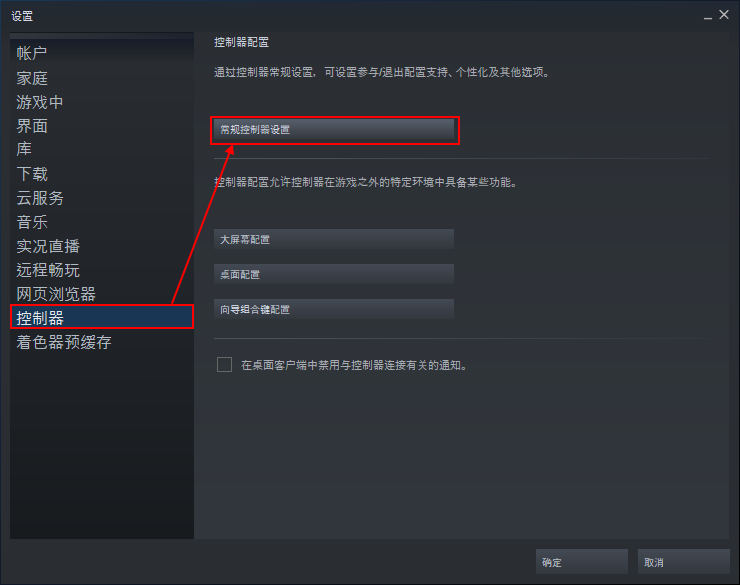 设置
帐户
家庭
游戏中
界面
库
下载
云服务
音乐
实况直播
远程畅玩
网页浏览器
控制器
着色器预缓存
控制器配置
通过控制器常规设置，可设置参与/退出配置支持、个性化及其他选项。
常规控制器设置
控制器配置允许控制器在游戏之外的特定环境中具备某些功能。
大屏幕配置
桌面配置
向导组合键配置
在桌面客户端中禁用与控制器连接有关的通知。
确定
取消